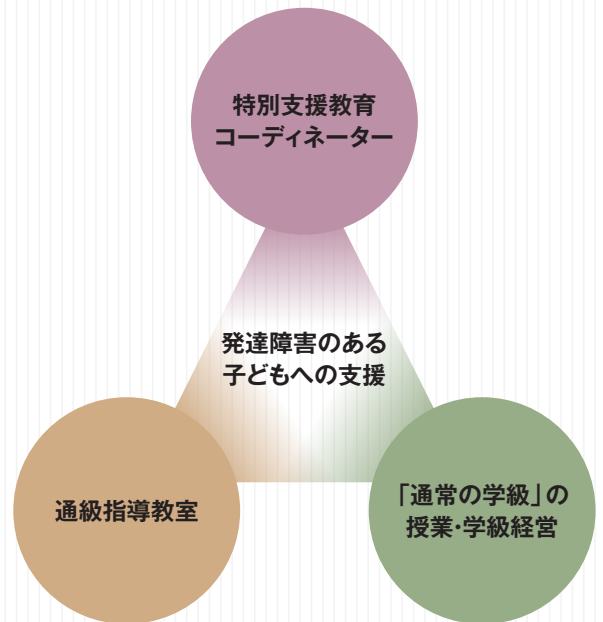 特別支援教育
コーディネーター
発達障害のある
子どもへの支援
通級指導教室
「通常の学級」の
授業・学級経営